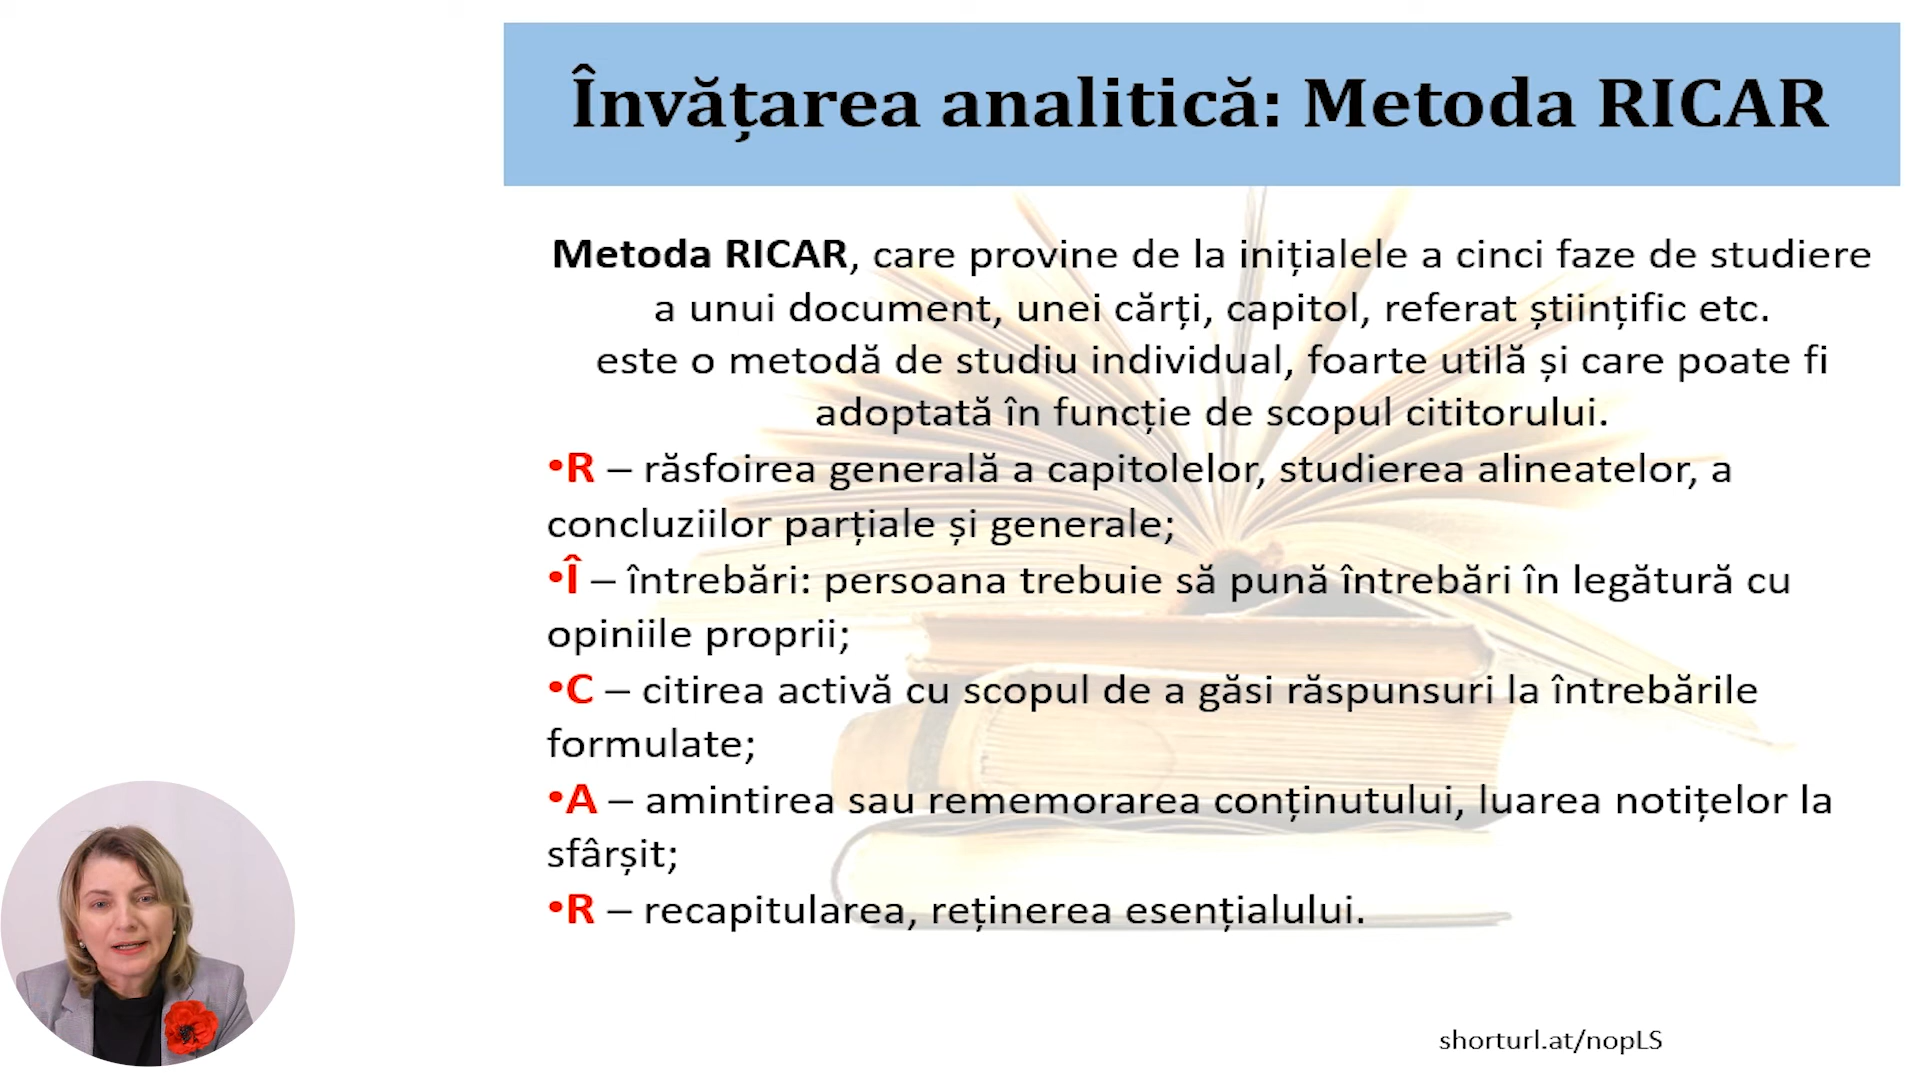 Învățarea analitică: Metoda RICAR
Metoda RICAR, care provine de la inițialele a cinci faze de studiere
a unui document, unei cărți, capitol, referat științific etc.
este o metodă de studiu individual, foarte utilă și care poate fi
adoptată în funcție de scopul cititorului.
•R – răsfoirea generală a capitolelor, studierea alineatelor, a
concluziilor parțiale și generale;
•Î – întrebări: persoana trebuie să pună întrebări în legătură cu
opiniile proprii;
•C – citirea activă cu scopul de a găsi răspunsuri la întrebările
formulate;
•A – amintirea sau rememorarea conținutului, luarea notițelor la
sfârșit;
•R – recapitularea, reținerea esențialului.
shorturl.at/nopLS